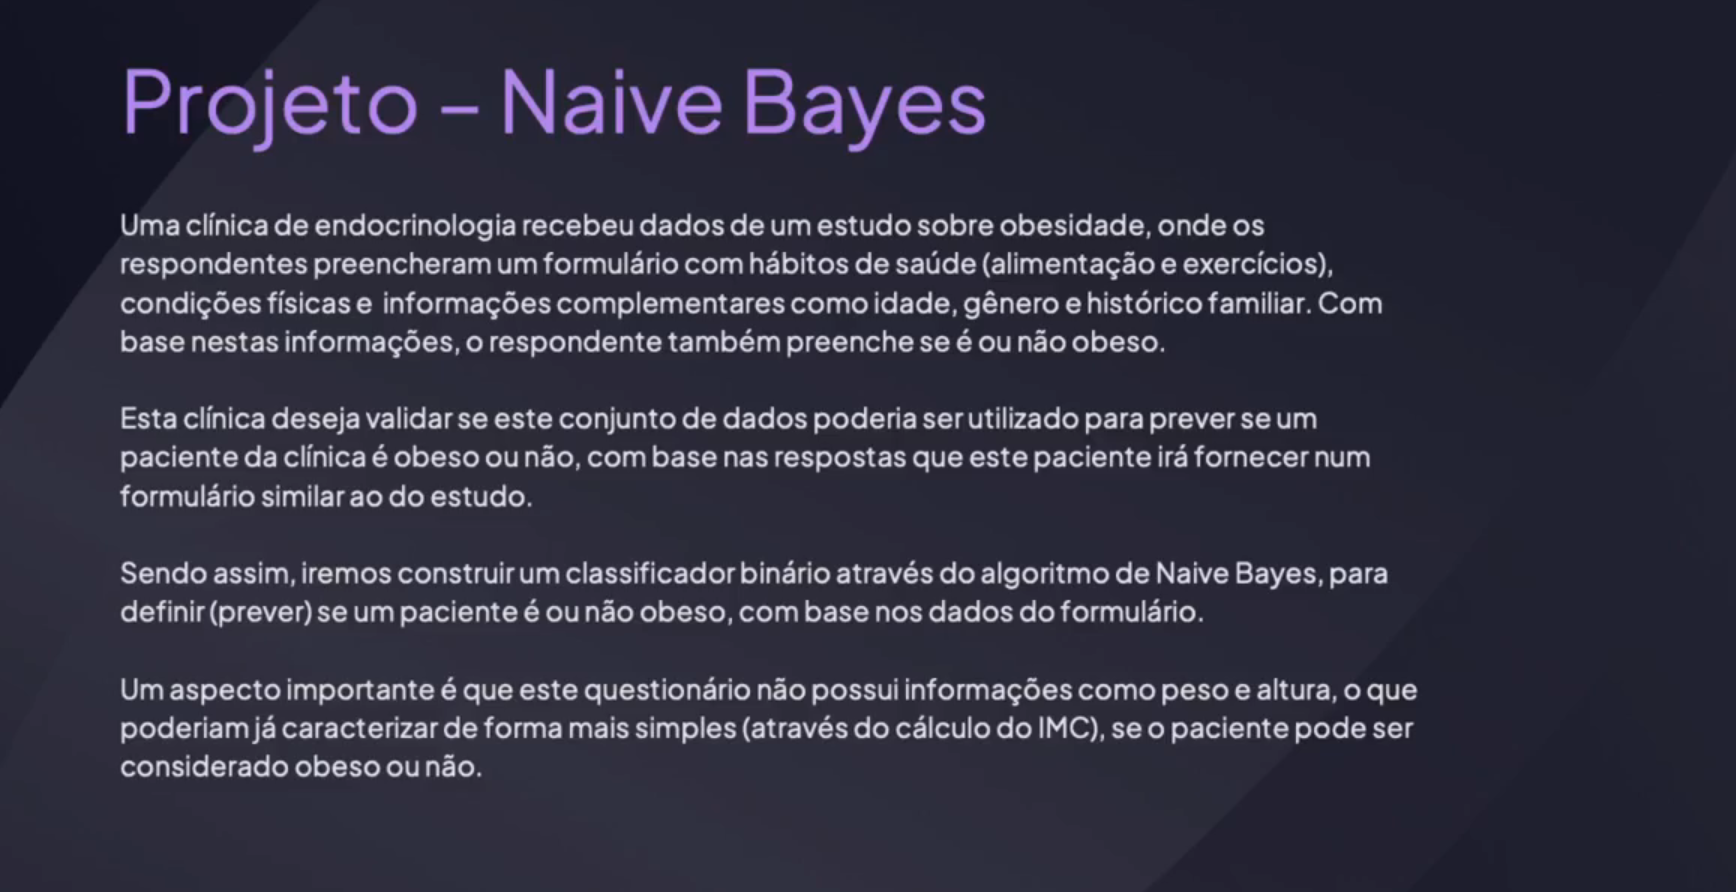 Projeto – Naive Bayes
Uma clínica de endocrinologia recebeu dados de um estudo sobre obesidade, onde os
respondentes preencheram um formulário com hábitos de saúde (alimentação e exercícios),
condições físicas e informações complementares como idade, gênero e histórico familiar. Com
base nestas informações, o respondente também preenche se é ou não obeso.
Esta clínica deseja validar se este conjunto de dados poderia ser utilizado para prever se um
paciente da clínica é obeso ou não, com base nas respostas que este paciente irá fornecer num
formulário similar ao do estudo.
Sendo assim, iremos construir um classificador binário através do algoritmo de Naive Bayes, para
definir (prever) se um paciente é ou não obeso, com base nos dados do formulário.
Um aspecto importante é que este questionário não possui informações como peso e altura, o que
poderiam já caracterizar de forma mais simples (através do cálculo do IMC), se o paciente pode ser
considerado obeso ou não.